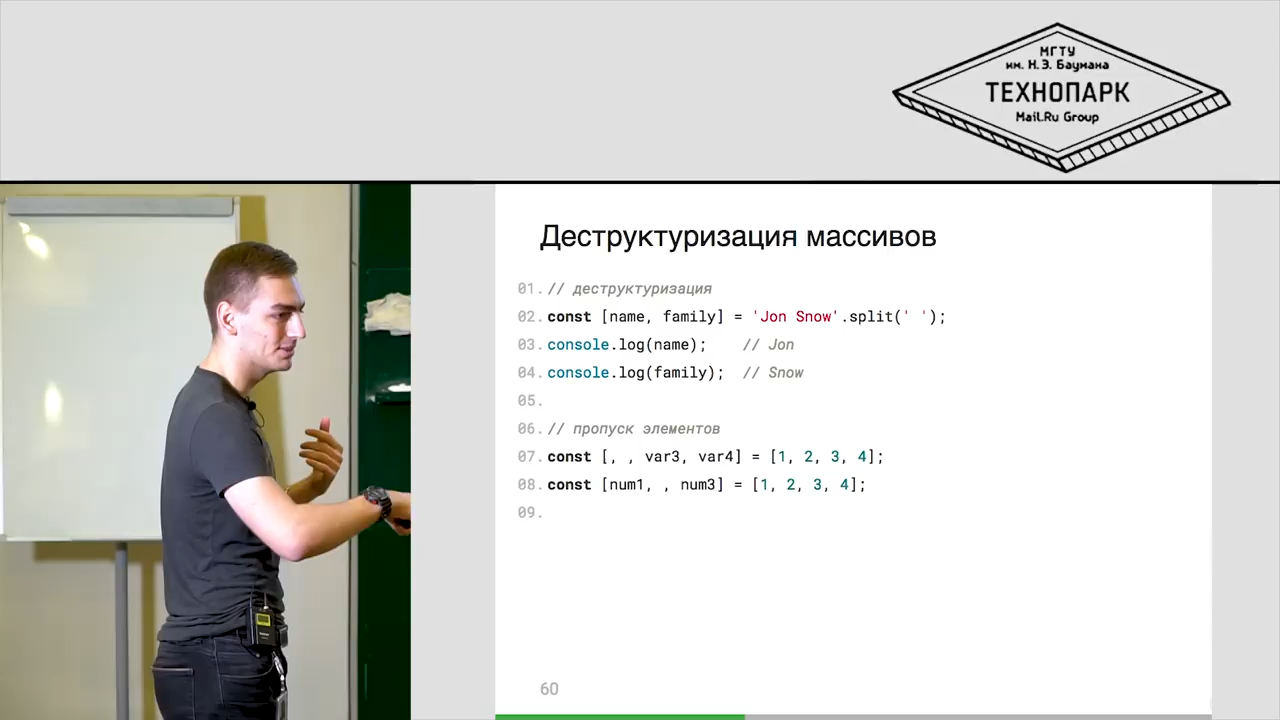 МГТУ
им. Н.Э. Баумана
ТЕХНОПАРК
Mail.Ru Group
Деструктуризация массивов
01. // деструктуризация
02. const [name, family] = 'Jon Snow'.split(' ');
03. console.log(name);    // Jon
04. console.log(family);  // Snow
05.
06. // пропуск элементов
07. const [, , var3, var4] = [1, 2, 3, 4];
08. const [num1, , num3] = [1, 2, 3, 4];
09.
60